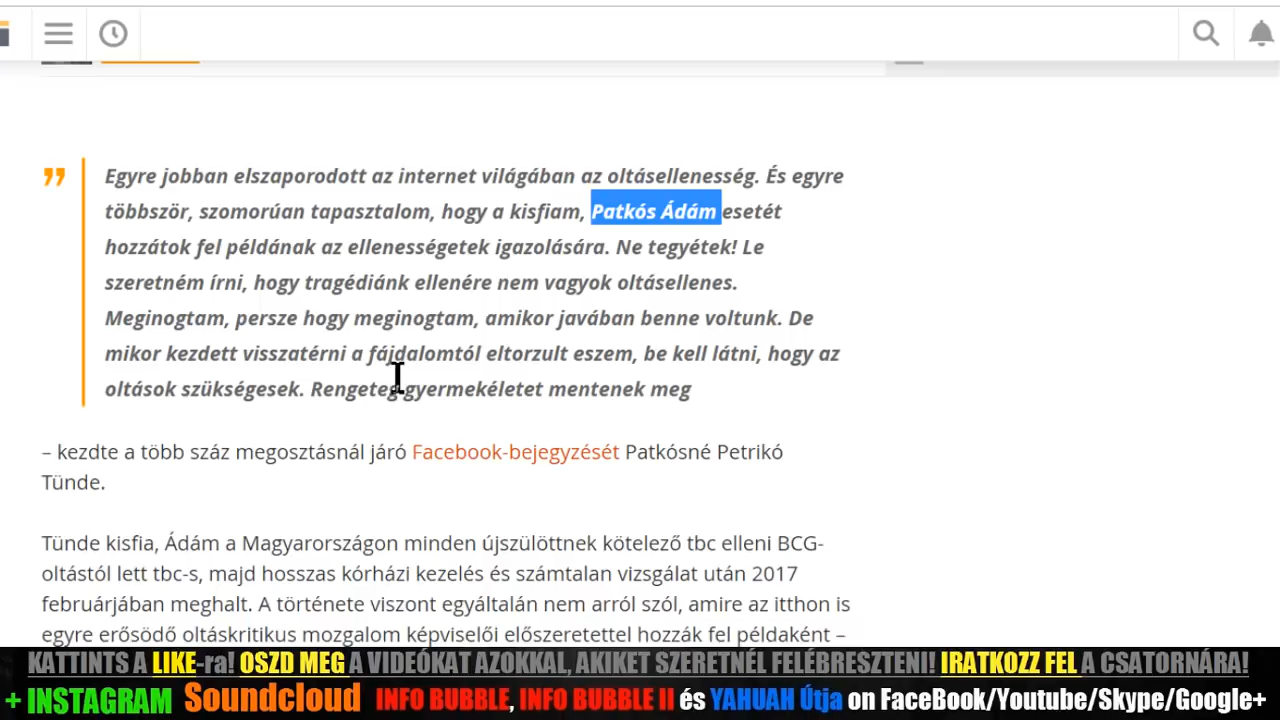 Egyre jobban elszaporodott az internet világában az oltásellenesség. És egyre
többször, szomorúan tapasztalom, hogy a kisfiam, Patkós Ádám esetét
hozzátok fel példának az ellenességetek igazolására. Ne tegyétek! Le
szeretném írni, hogy tragédiánk ellenére nem vagyok oltásellenes.
Meginogtam, persze hogy meginogtam, amikor javában benne voltunk. De
mikor kezdett visszatérni a fájdalomtól eltorzult eszem, be kell látni, hogy az
oltások szükségesek. Rengeteg gyermekéletet mentenek meg
– kezdte a több száz megosztásnál járó Facebook-bejegyzését Patkósné Petrikó
Tünde.
Tünde kisfia, Ádám a Magyarországon minden újszülöttnek kötelező tbc elleni BCG-
oltástól lett tbc-s, majd hosszas kórházi kezelés és számtalan vizsgálat után 2017
februárjában meghalt. A története viszont egyáltalán nem arról szól, amire az itthon is
egyre erősödő oltáskritikus mozgalom képviselői előszeretettel hozzák fel példaként –
KATTINTS A LIKE-ra! OSZD MEG A VIDEÓKAT AZOKKAL, AKIKET SZERETNÉL FELÉBRESZTENI! IRATKOZZ FEL A CSATORNÁRA!
+ INSTAGRAM Soundcloud INFO BUBBLE, INFO BUBBLE II és YAHUAH Útja on FaceBook/Youtube/Skype/Google+